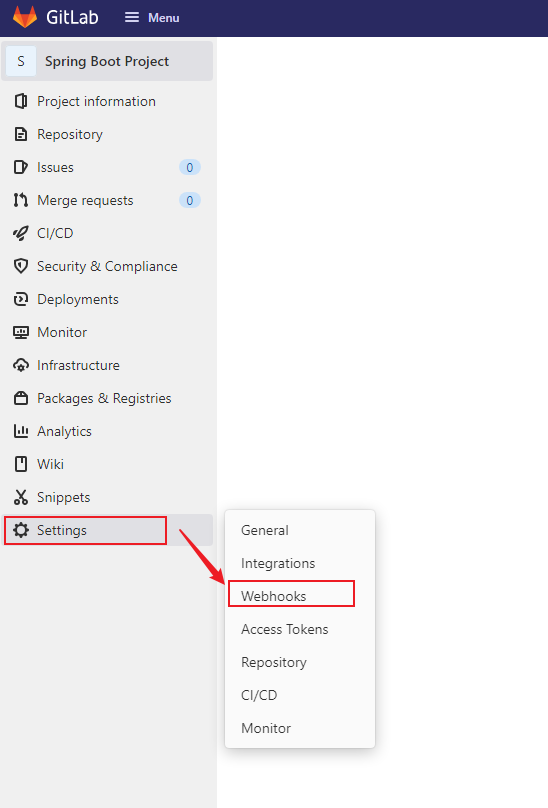 GitLab Menu
S Spring Boot Project
Project information
Repository
Issues 0
Merge requests 0
CI/CD
Security & Compliance
Deployments
Monitor
Infrastructure
Packages & Registries
Analytics
Wiki
Snippets
Settings
General
Integrations
Webhooks
Access Tokens
Repository
CI/CD
Monitor